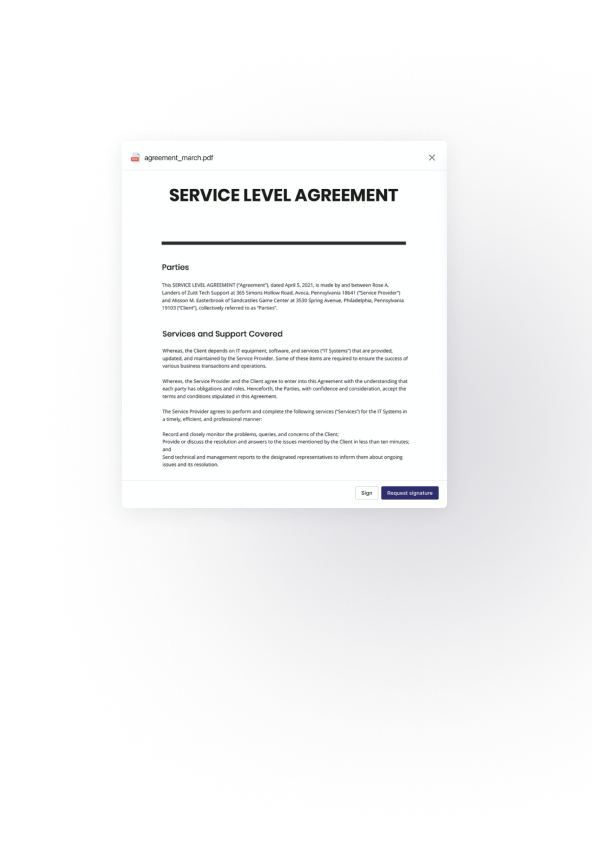 agreement_march.pdf
SERVICE LEVEL AGREEMENT
Parties
This SERVICE LEVEL AGREEMENT ("Agreement"), dated April 5, 2021, is made by and between Rose A.
Landers of Zuitt Tech Support at 365 Simons Hollow Road, Avoca, Pennsylvania 18641 ("Service Provider")
and Alisson M. Easterbrook of Sandcastles Game Center at 3530 Spring Avenue, Philadelphia, Pennsylvania
19103 ("Client"), collectively referred to as "Parties".
Services and Support Covered
Whereas, the Client depends on IT equipment, software, and services ("IT Systems") that are provided,
updated, and maintained by the Service Provider. Some of these items are required to ensure the success of
various business transactions and operations.
Whereas, the Service Provider and the Client agree to enter into this Agreement with the understanding that
each party has obligations and roles. Henceforth, the Parties, with confidence and consideration, accept the
terms and conditions stipulated in this Agreement.
The Service Provider agrees to perform and complete the following services ("Services") for the IT Systems in
a timely, efficient, and professional manner:
Record and closely monitor the problems, queries, and concerns of the Client;
Provide or discuss the resolution and answers to the issues mentioned by the Client in less than ten minutes;
and
Send technical and management reports to the designated representatives to inform them about ongoing
issues and its resolution.
Sign
Request signature